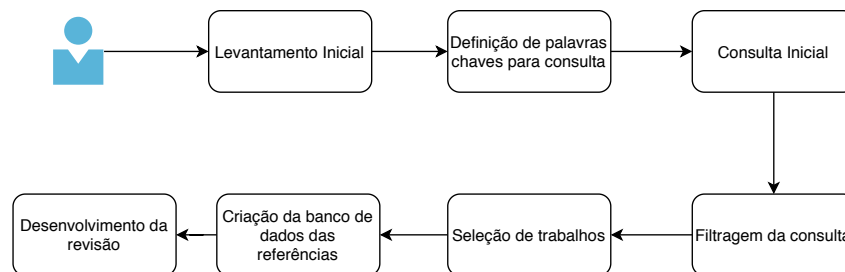 Levantamento Inicial
Definição de palavras
chaves para consulta
Consulta Inicial
Filtragem da consulta
Seleção de trabalhos
Criação da banco de
dados das
referências
Desenvolvimento da
revisão